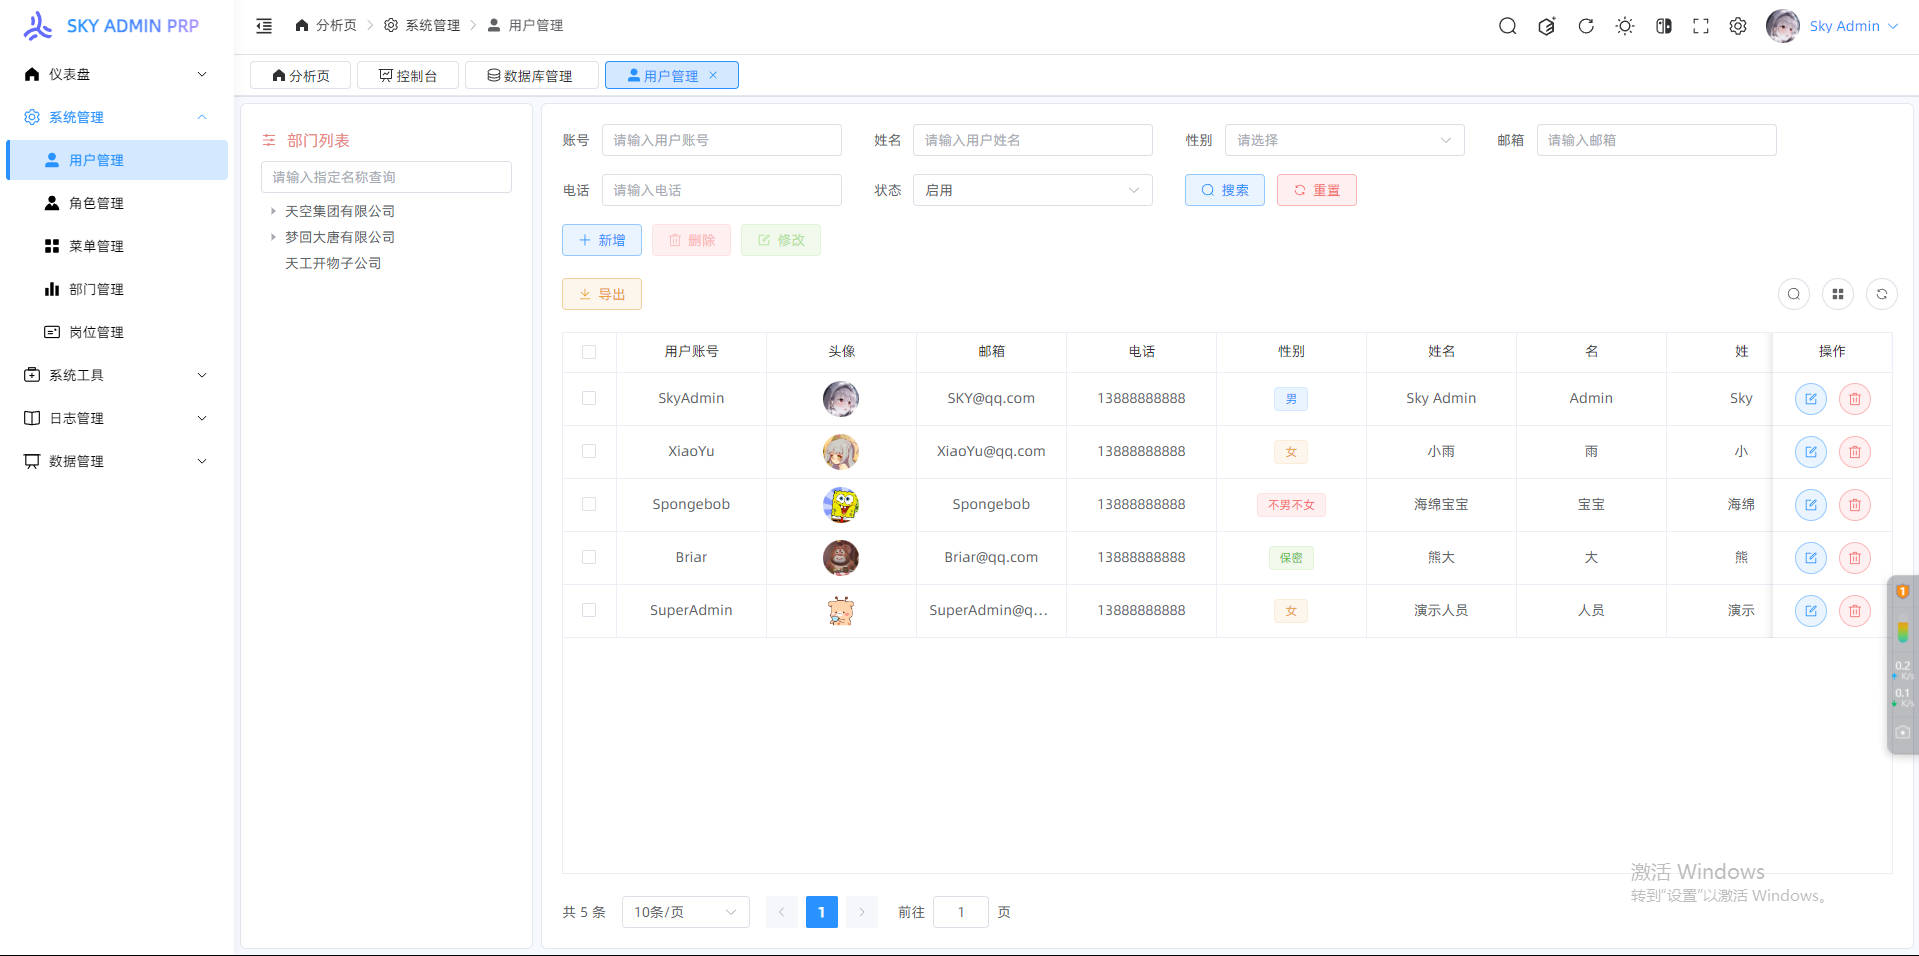 SKY ADMIN PRP
分析页
系统管理
用户管理
Sky Admin
仪表盘
系统管理
用户管理
角色管理
菜单管理
部门管理
岗位管理
系统工具
日志管理
数据管理
分析页
控制台
数据库管理
用户管理
部门列表
请输入指定名称查询
天空集团有限公司
梦回大唐有限公司
天工开物子公司
账号 请输入用户账号 姓名 请输入用户姓名 性别 请选择 邮箱 请输入邮箱
电话 请输入电话 状态 启用 搜索 重置
新增 删除 修改
导出
用户账号 头像 邮箱 电话 性别 姓名 名 姓 操作
SkyAdmin SKY@qq.com 13888888888 男 Sky Admin Admin Sky
XiaoYu XiaoYu@qq.com 13888888888 女 小雨 雨 小
Spongebob Spongebob 13888888888 不男不女 海绵宝宝 宝宝 海绵
Briar Briar@qq.com 13888888888 保密 熊大 大 熊
SuperAdmin SuperAdmin@q... 13888888888 女 演示人员 人员 演示
共 5 条 10条/页 1 前往 1 页
激活 Windows
转到"设置"以激活 Windows。
1
0.2
K/s
0.1
K/s